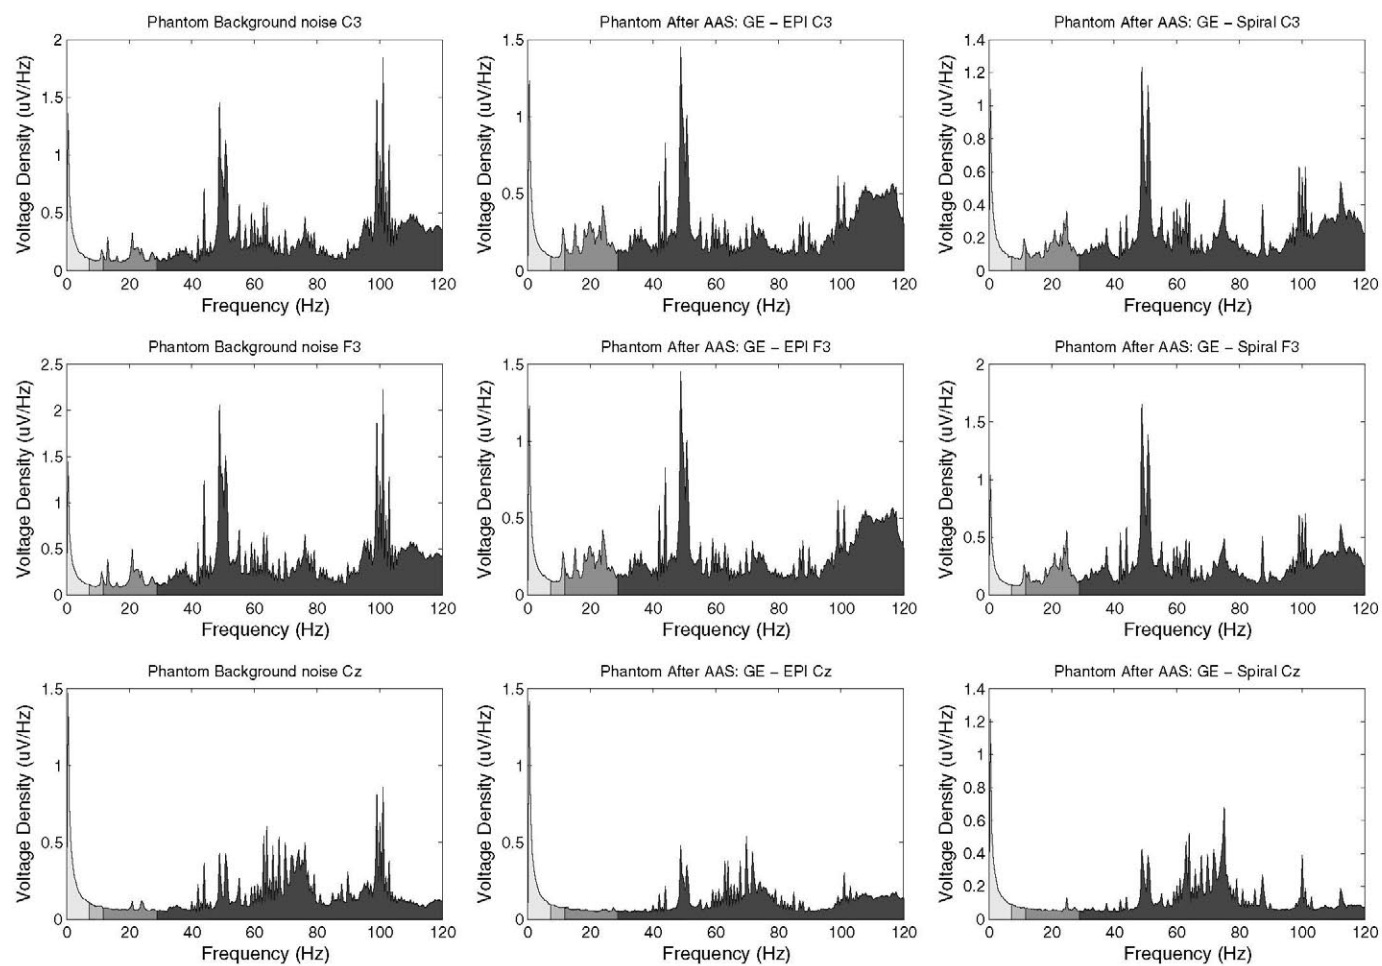 Phantom Background noise C3
Voltage Density (uV/Hz)
2
1.5
1
0.5
0
0 20 40 60 80 100 120
Frequency (Hz)
Phantom After AAS: GE – EPI C3
Voltage Density (uV/Hz)
1.5
1
0.5
0
0 20 40 60 80 100 120
Frequency (Hz)
Phantom After AAS: GE – Spiral C3
Voltage Density (uV/Hz)
1.4
1.2
1
0.8
0.6
0.4
0.2
0
0 20 40 60 80 100 120
Frequency (Hz)
Phantom Background noise F3
Voltage Density (uV/Hz)
2.5
2
1.5
1
0.5
0
0 20 40 60 80 100 120
Frequency (Hz)
Phantom After AAS: GE – EPI F3
Voltage Density (uV/Hz)
1.5
1
0.5
0
0 20 40 60 80 100 120
Frequency (Hz)
Phantom After AAS: GE – Spiral F3
Voltage Density (uV/Hz)
2
1.5
1
0.5
0
0 20 40 60 80 100 120
Frequency (Hz)
Phantom Background noise Cz
Voltage Density (uV/Hz)
1.5
1
0.5
0
0 20 40 60 80 100 120
Frequency (Hz)
Phantom After AAS: GE – EPI Cz
Voltage Density (uV/Hz)
1.5
1
0.5
0
0 20 40 60 80 100 120
Frequency (Hz)
Phantom After AAS: GE – Spiral Cz
Voltage Density (uV/Hz)
1.4
1.2
1
0.8
0.6
0.4
0.2
0
0 20 40 60 80 100 120
Frequency (Hz)